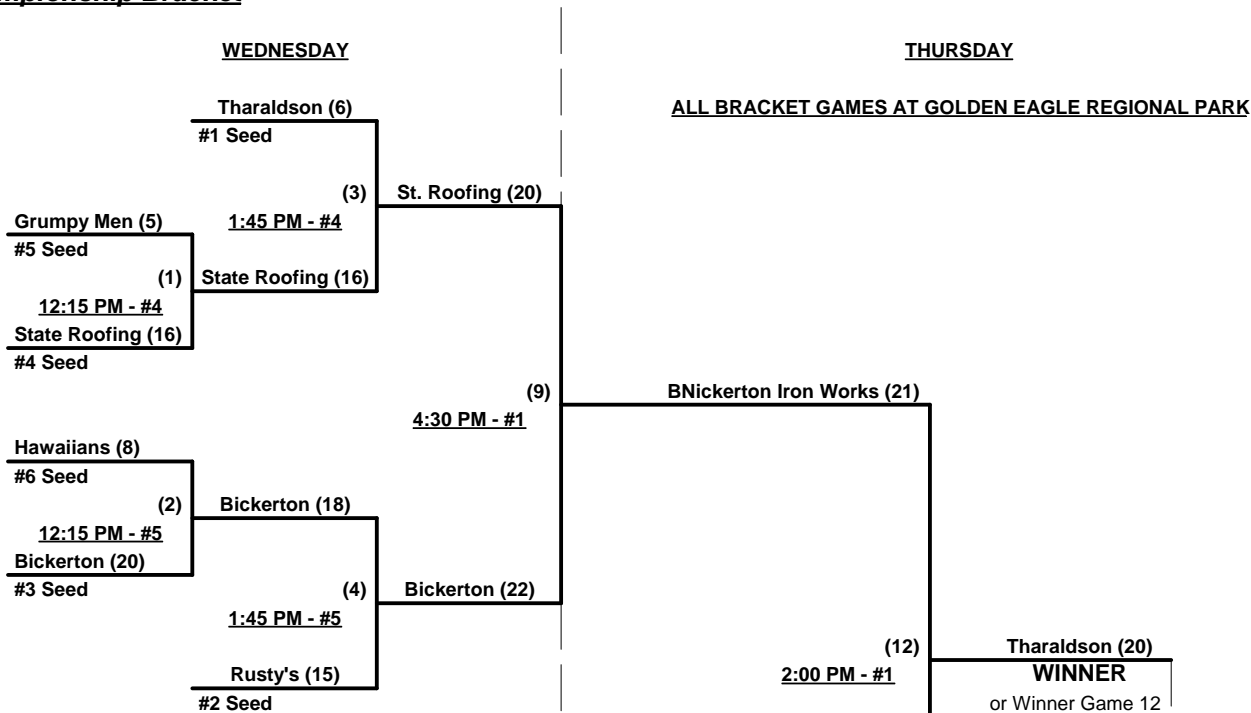 WEDNESDAY
THURSDAY
Tharaldson (6)
ALL BRACKET GAMES AT GOLDEN EAGLE REGIONAL PARK
#1 Seed
(3)
St. Roofing (20)
Grumpy Men (5)
1:45 PM - #4
#5 Seed
(1)
State Roofing (16)
12:15 PM - #4
State Roofing (16)
#4 Seed
(9)
BNickerton Iron Works (21)
4:30 PM - #1
Hawaiians (8)
#6 Seed
(2)
Bickerton (18)
12:15 PM - #5
Bickerton (20)
#3 Seed
(4)
Bickerton (22)
1:45 PM - #5
(12)
Tharaldson (20)
Rusty's (15)
2:00 PM - #1
WINNER
#2 Seed
or Winner Game 12